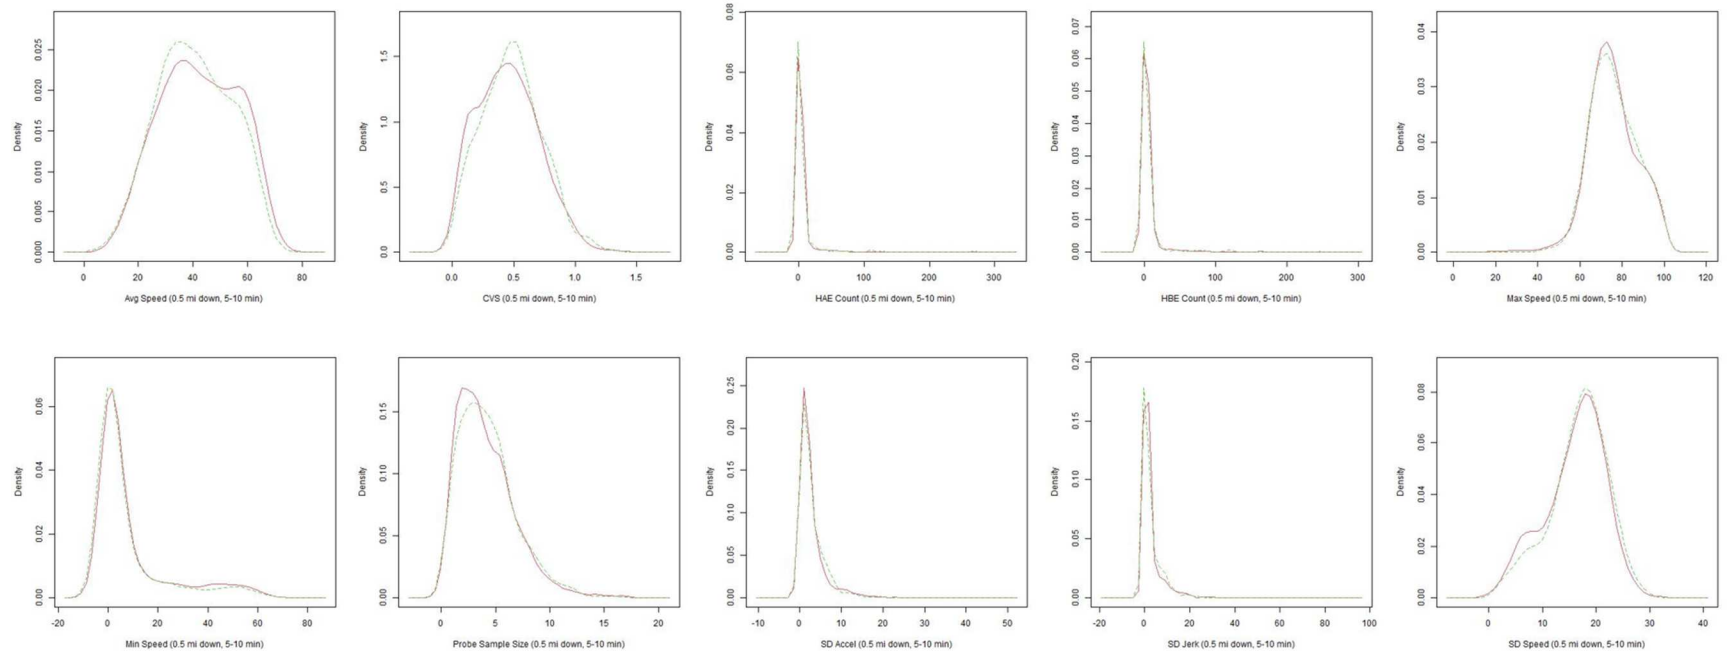 Density
0.000 0.005 0.010 0.015 0.020 0.025
0 20 40 60 80
Avg Speed (0.5 mi down, 5-10 min)
Density
0.0 0.5 1.0 1.5
0.0 0.5 1.0 1.5
CVS (0.5 mi down, 5-10 min)
Density
0.00 0.02 0.04 0.06 0.08
0 100 200 300
HAE Count (0.5 mi down, 5-10 min)
Density
0.00 0.01 0.02 0.03 0.04 0.05 0.06 0.07
0 100 200 300
HBE Count (0.5 mi down, 5-10 min)
Density
0.00 0.01 0.02 0.03 0.04
0 20 40 60 80 100 120
Max Speed (0.5 mi down, 5-10 min)
Density
0.00 0.02 0.04 0.06
-20 0 20 40 60 80
Min Speed (0.5 mi down, 5-10 min)
Density
0.00 0.05 0.10 0.15
0 5 10 15 20
Probe Sample Size (0.5 mi down, 5-10 min)
Density
0.00 0.05 0.10 0.15 0.20 0.25
-10 0 10 20 30 40 50
SD Accel (0.5 mi down, 5-10 min)
Density
0.00 0.05 0.10 0.15 0.20
-20 0 20 40 60 80 100
SD Jerk (0.5 mi down, 5-10 min)
Density
0.00 0.02 0.04 0.06 0.08
0 10 20 30 40
SD Speed (0.5 mi down, 5-10 min)